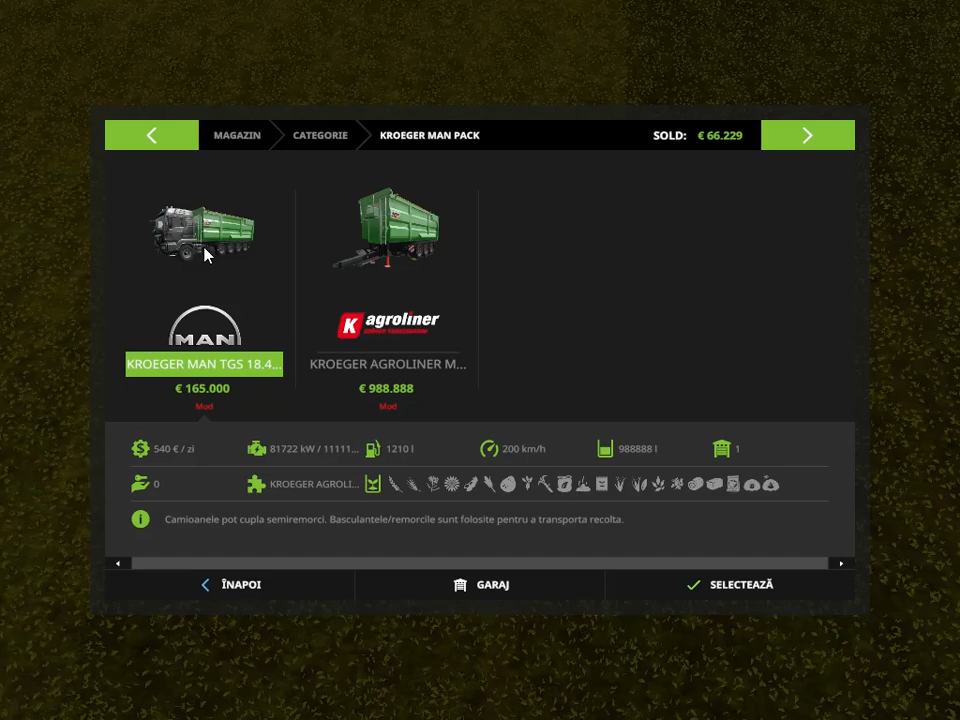 MAGAZIN CATEGORIE KROEGER MAN PACK SOLD: € 66.229
MAN
K agroliner
KROEGER MAN TGS 18.4... KROEGER AGROLINER M...
€ 165.000 € 988.888
Mod Mod
540 € / zi 81722 kW / 11111... 1210 l 200 km/h 988888 l 1
0 KROEGER AGROLI...
Camioanele pot cupla semiremorci. Basculantele/remorcile sunt folosite pentru a transporta recolta.
ÎNAPOI GARAJ SELECTEAZĂ